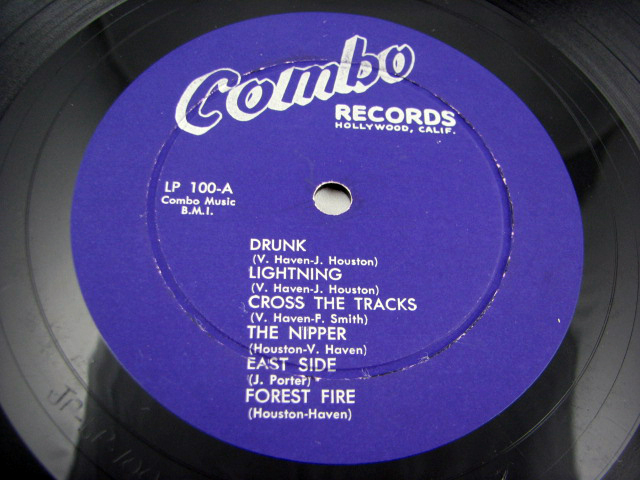 Combo
RECORDS
HOLLYWOOD, CALIF.
LP 100-A
Combo Music
B.M.I.
DRUNK
(V. Haven-J. Houston)
LIGHTNING
(V. Haven-J. Houston)
CROSS THE TRACKS
(V. Haven-F. Smith)
THE NIPPER
(Houston-V. Haven)
EAST SIDE
(J. Porter)
FOREST FIRE
(Houston-Haven)